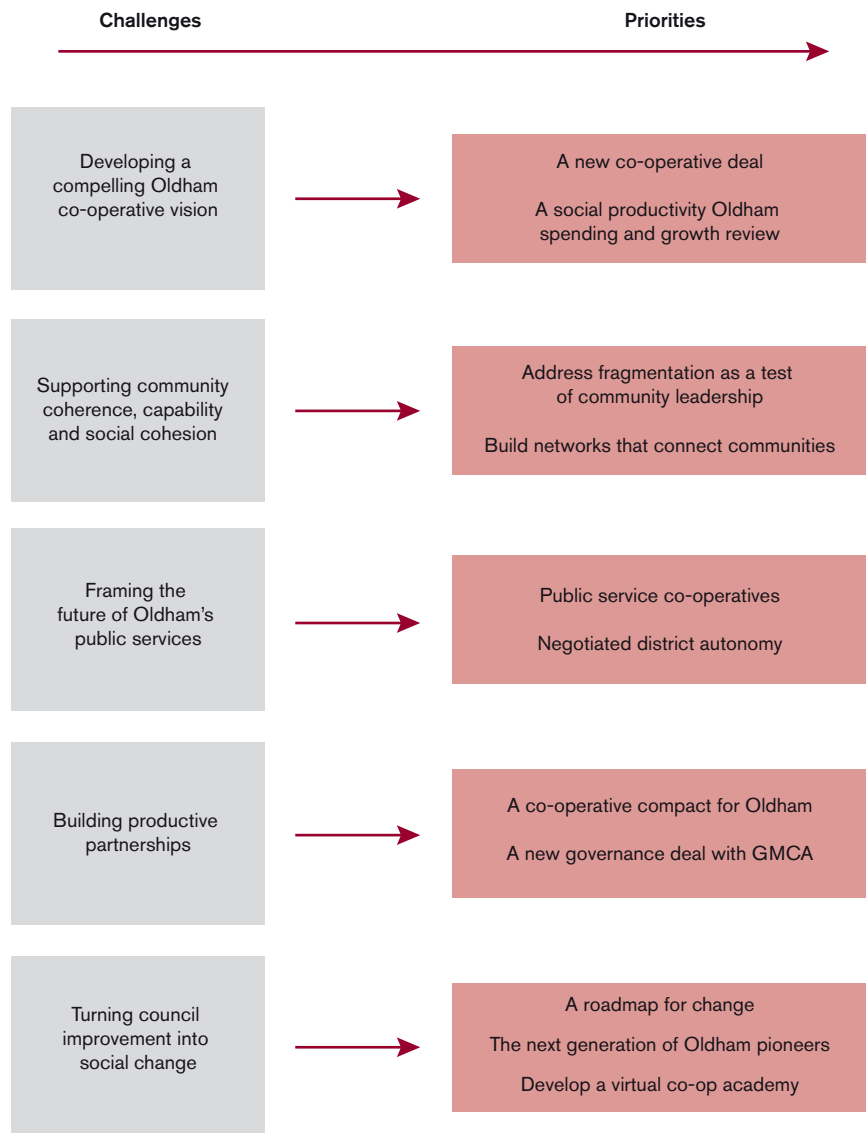 Challenges
Priorities
Developing a
compelling Oldham
co-operative vision
A new co-operative deal
A social productivity Oldham
spending and growth review
Supporting community
coherence, capability
and social cohesion
Address fragmentation as a test
of community leadership
Build networks that connect communities
Framing the
future of Oldham’s
public services
Public service co-operatives
Negotiated district autonomy
Building productive
partnerships
A co-operative compact for Oldham
A new governance deal with GMCA
Turning council
improvement into
social change
A roadmap for change
The next generation of Oldham pioneers
Develop a virtual co-op academy